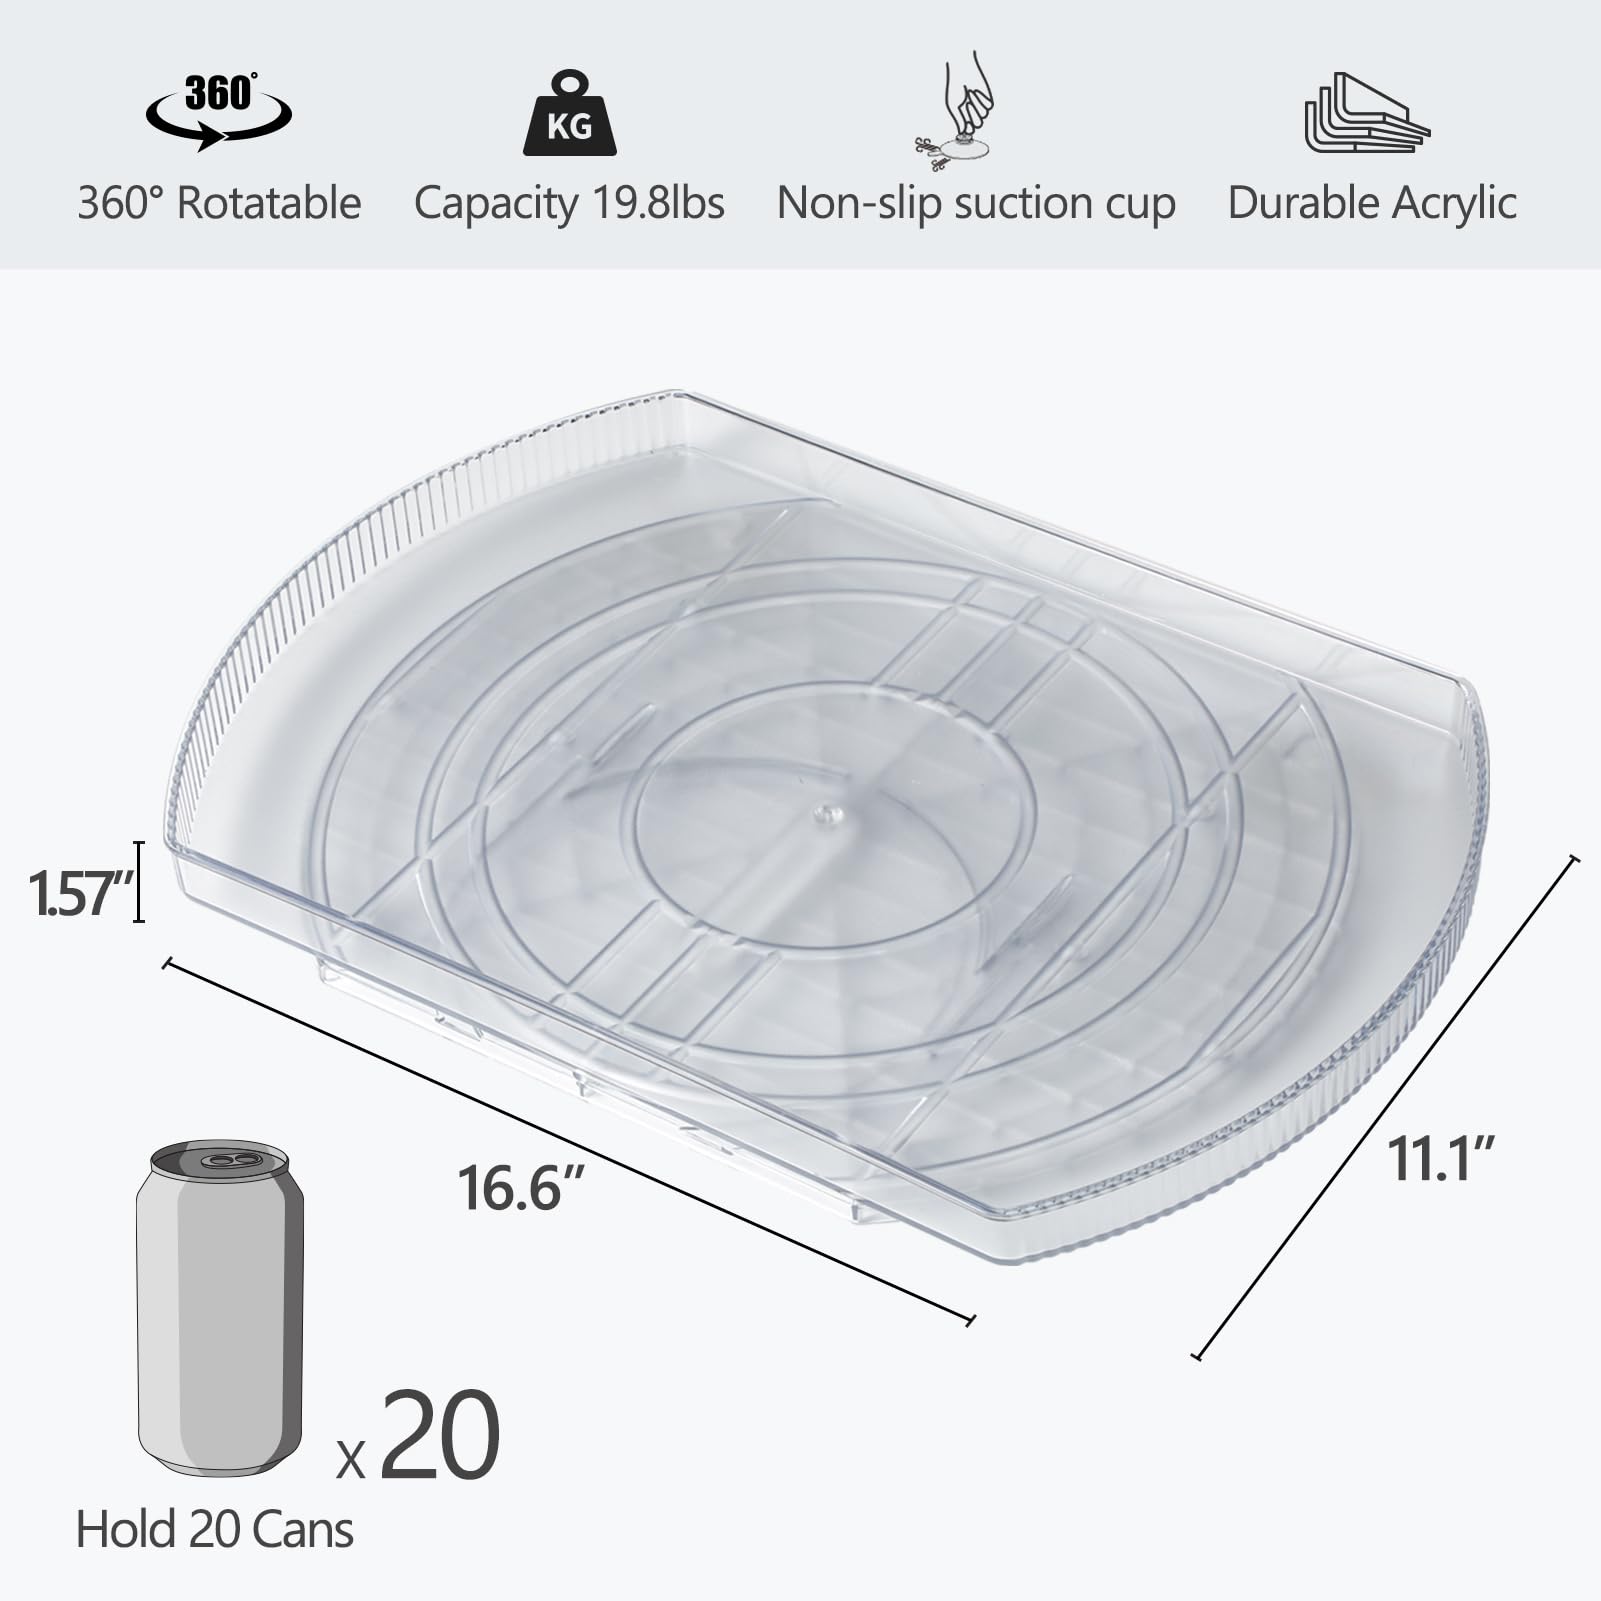 360°
KG
360° Rotatable
Capacity 19.8lbs
Non-slip suction cup
Durable Acrylic
1.57”
16.6”
11.1”
x 20
Hold 20 Cans